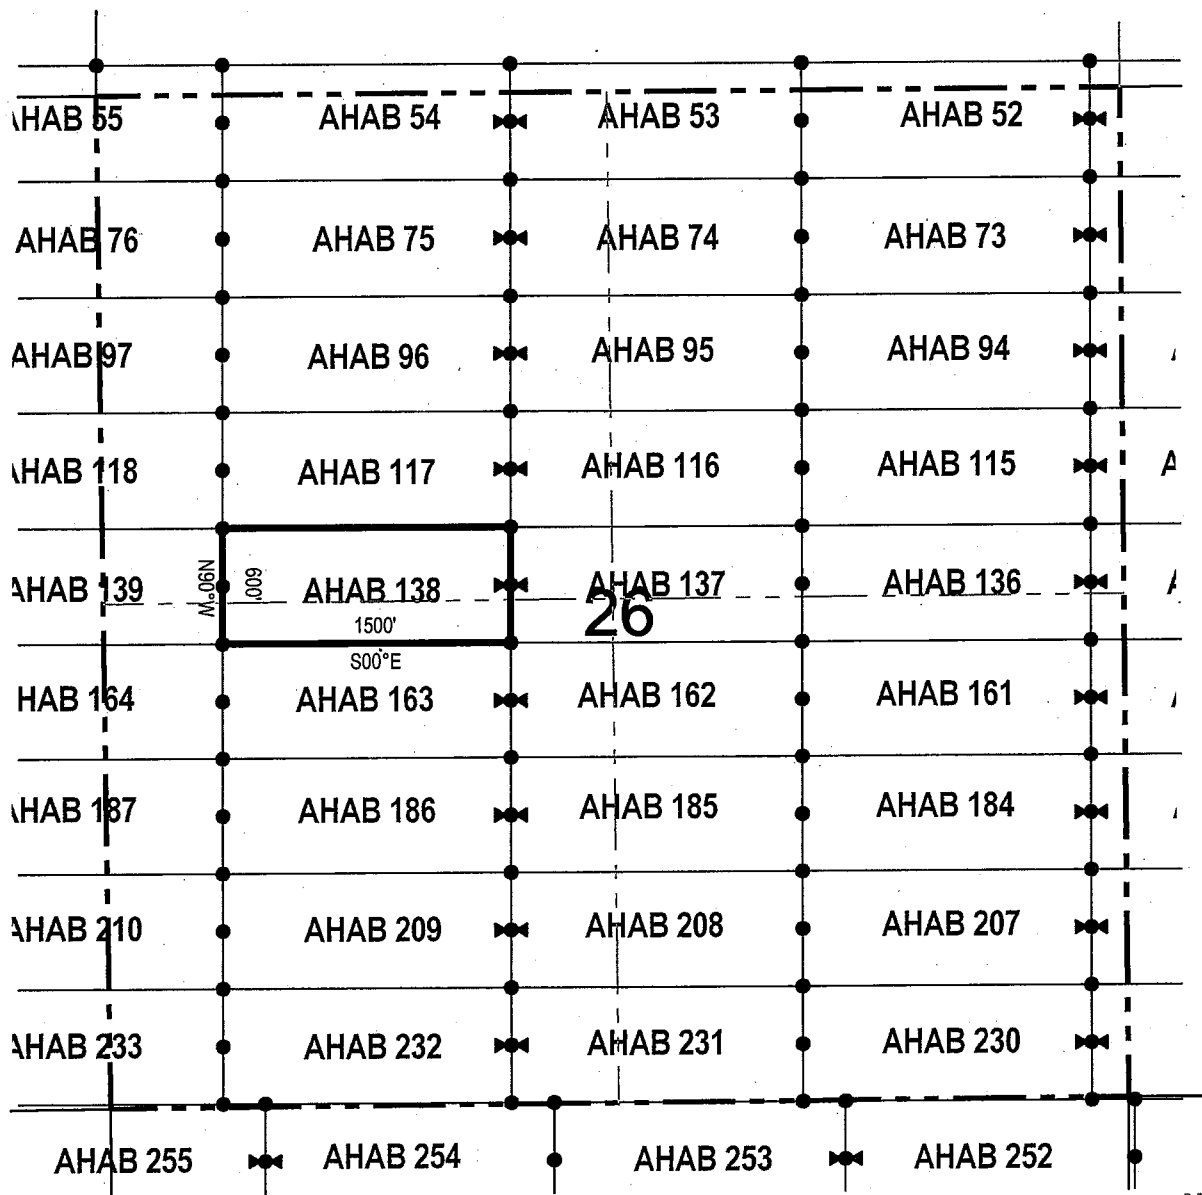 AHAB 55 AHAB 54 AHAB 53 AHAB 52
AHAB 76 AHAB 75 AHAB 74 AHAB 73
AHAB 97 AHAB 96 AHAB 95 AHAB 94
AHAB 118 AHAB 117 AHAB 116 AHAB 115 A
AHAB 139 N90°W 600' AHAB 138 AHAB 137 AHAB 136
1500'
26
S00°E
HAB 164 AHAB 163 AHAB 162 AHAB 161
AHAB 187 AHAB 186 AHAB 185 AHAB 184
AHAB 210 AHAB 209 AHAB 208 AHAB 207
AHAB 233 AHAB 232 AHAB 231 AHAB 230
AHAB 255 AHAB 254 AHAB 253 AHAB 252